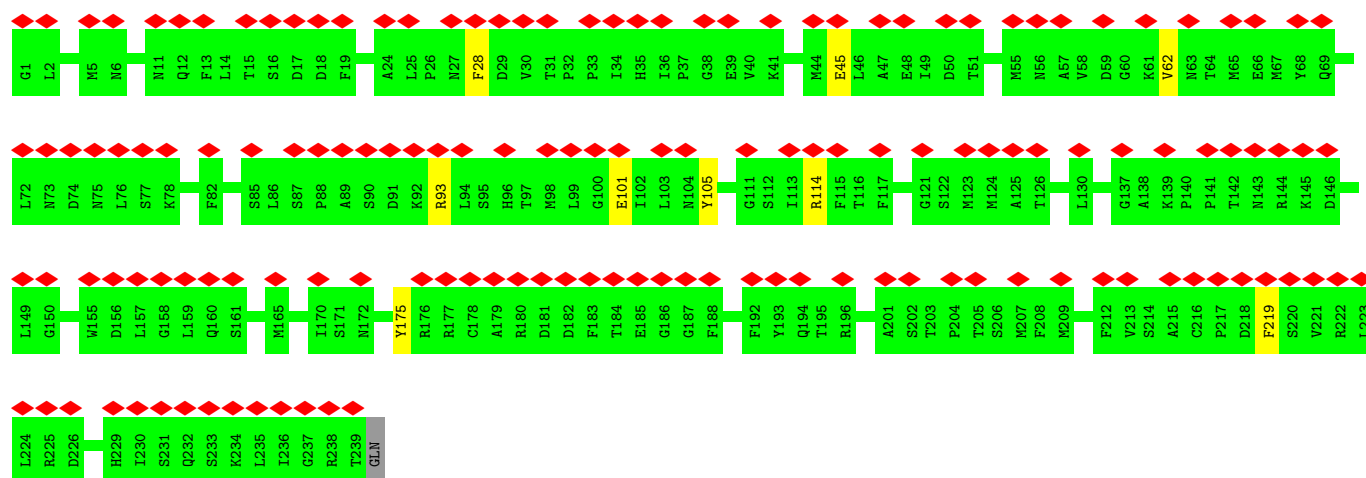 G1 L2 M5 N6 N11 Q12 F13 L14 T15 S16 D17 D18 F19 A24 L25 P26 N27 F28 D29 V30 T31 P32 P33 I34 H35 I36 P37 G38 E39 V40 K41 M44 E45 L46 A47 E48 I49 D50 T51 M55 N56 A57 V58 D59 G60 K61 V62 N63 T64 M65 E66 M67 Y68 Q69
L72 N73 D74 N75 L76 S77 K78 F82 S85 L86 S87 P88 A89 S90 D91 K92 R93 L94 S95 H96 T97 M98 L99 G100 E101 I102 L103 N104 Y105 G111 S112 I113 R114 F115 T116 F117 G121 S122 M123 M124 A125 T126 L130 G137 A138 K139 P140 P141 T142 N143 R144 K145 D146
L149 G150 W155 D156 L157 G158 L159 Q160 S161 M165 I170 S171 N172 Y175 R176 R177 C178 A179 R180 D181 D182 F183 T184 E185 G186 G187 F188 F192 Y193 Q194 T195 R196 A201 S202 T203 P204 T205 S206 M207 F208 M209 F212 V213 S214 A215 C216 P217 D218 F219 S220 V221 R222 L223
L224 R225 D226 H229 I230 S231 Q232 S233 K234 L235 I236 G237 R238 T239 GLN